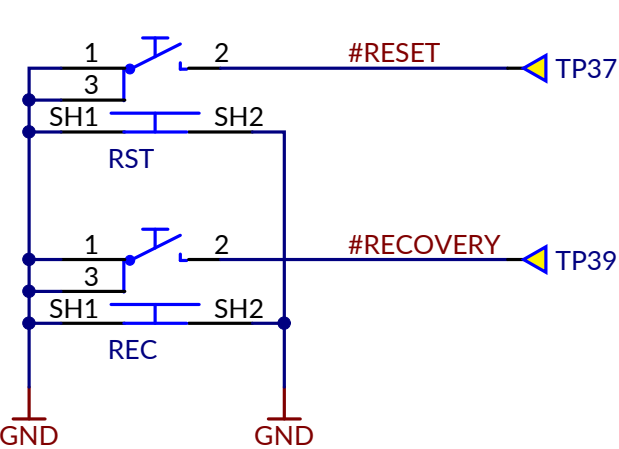 1
2
#RESET
TP37
3
SH1
SH2
RST
1
2
#RECOVERY
TP39
3
SH1
SH2
REC
GND
GND